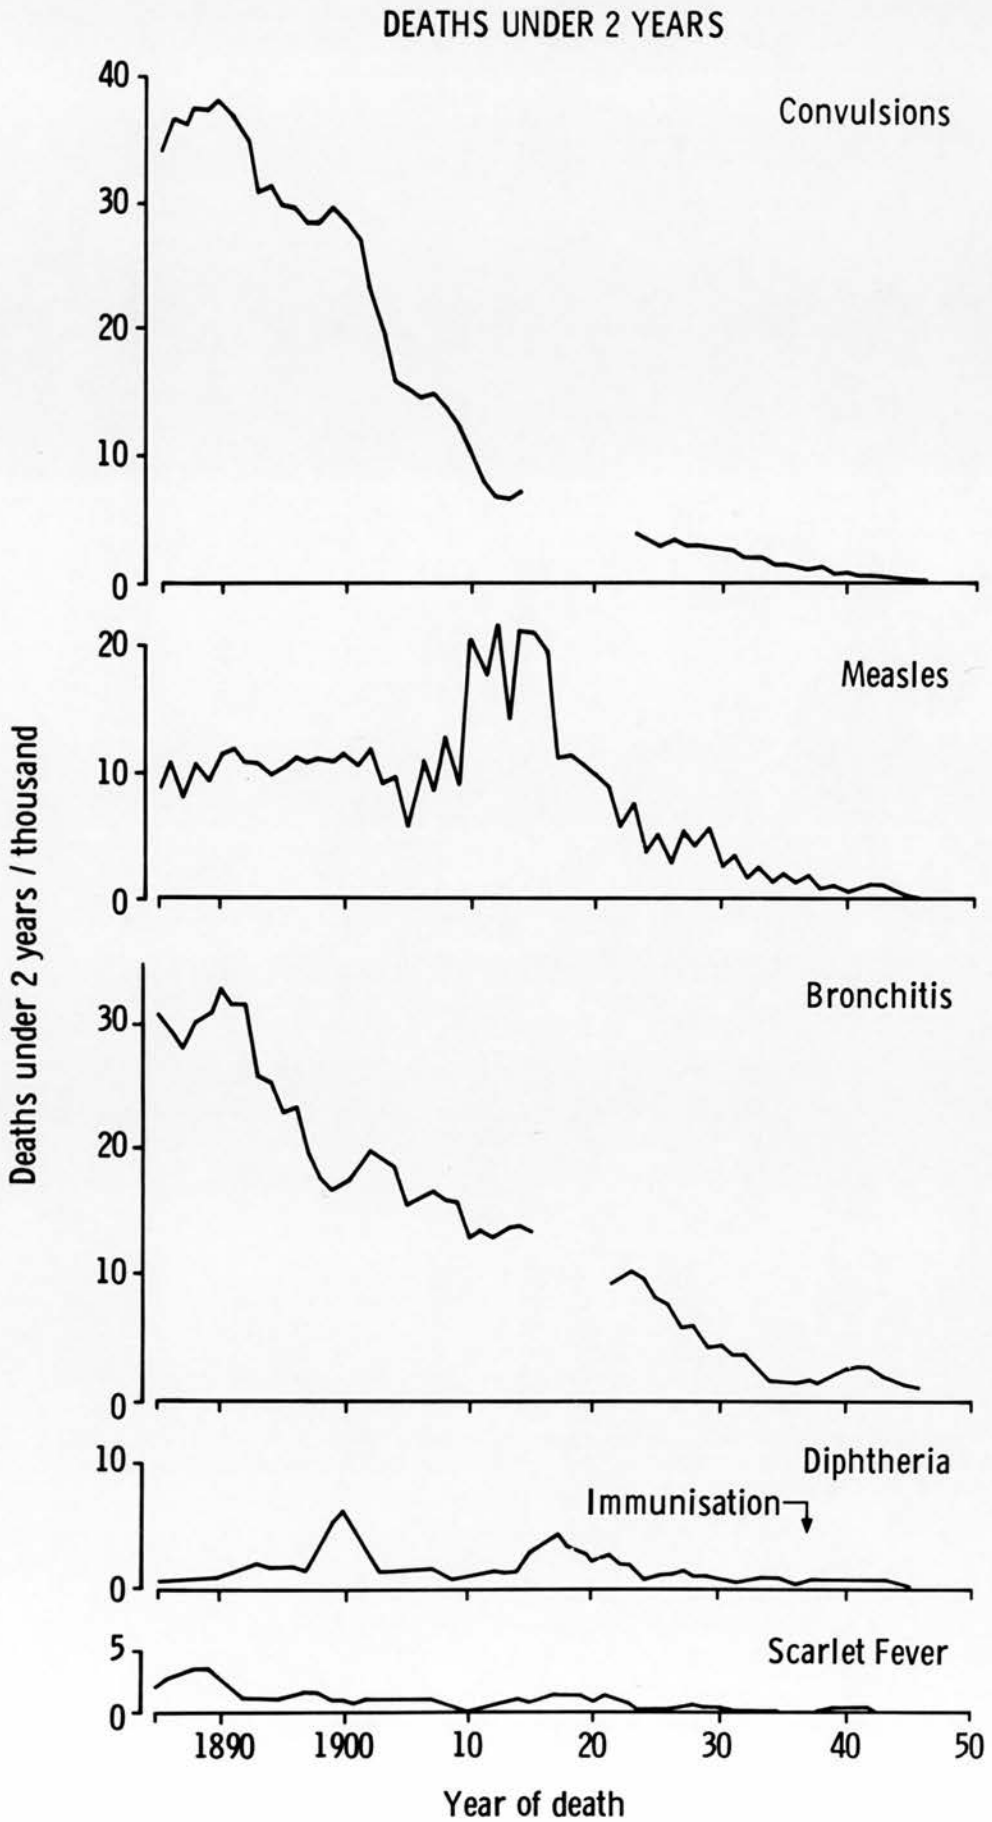 DEATHS UNDER 2 YEARS
Deaths under 2 years / thousand
40
30
20
10
0
Convulsions
20
10
0
Measles
30
20
10
0
Bronchitis
10
0
Diphtheria
Immunisation
5
0
Scarlet Fever
1890 1900 10 20 30 40 50
Year of death